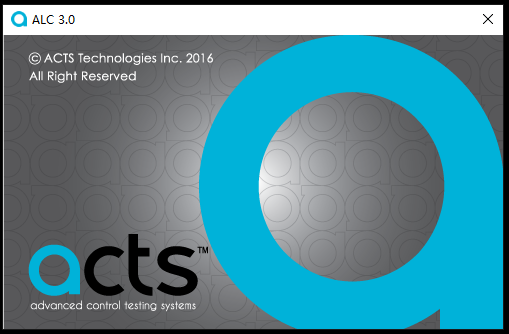 ALC 3.0
© ACTS Technologies Inc. 2016
All Right Reserved
acts™
advanced control testing systems